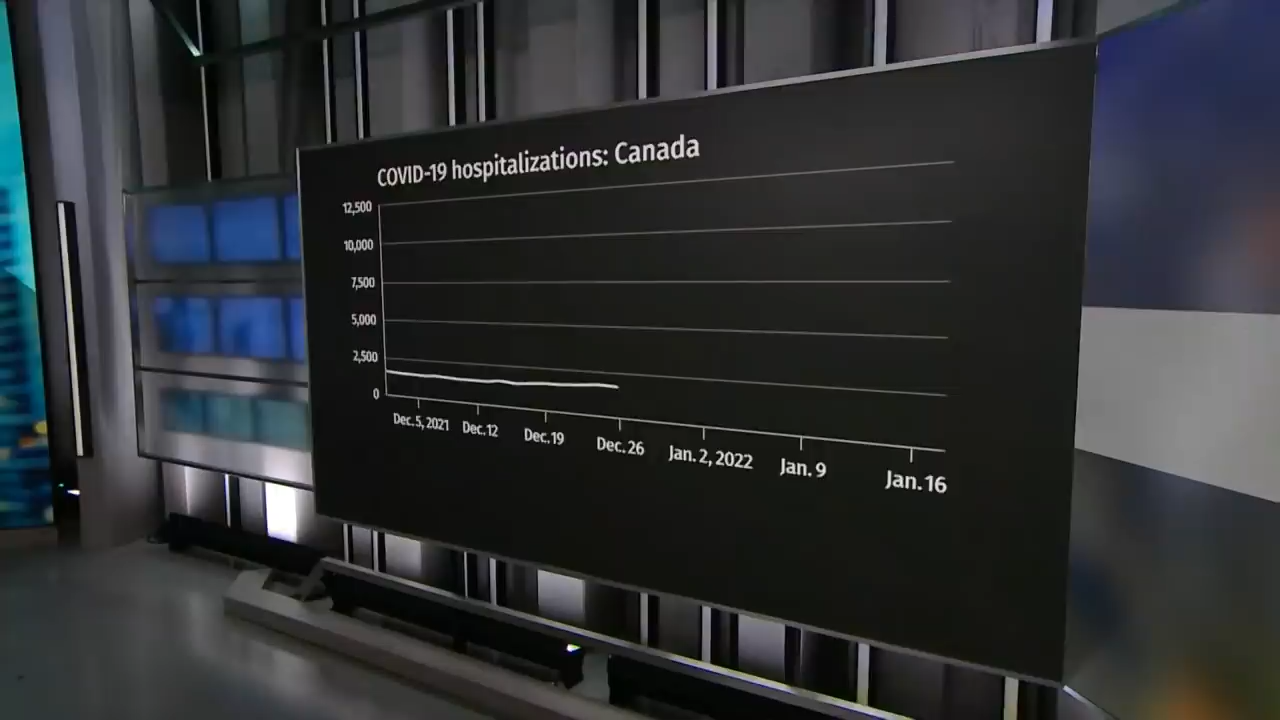 COVID-19 hospitalizations: Canada
12,500
10,000
7,500
5,000
2,500
0
Dec. 5, 2021
Dec. 12
Dec. 19
Dec. 26
Jan. 2, 2022
Jan. 9
Jan. 16